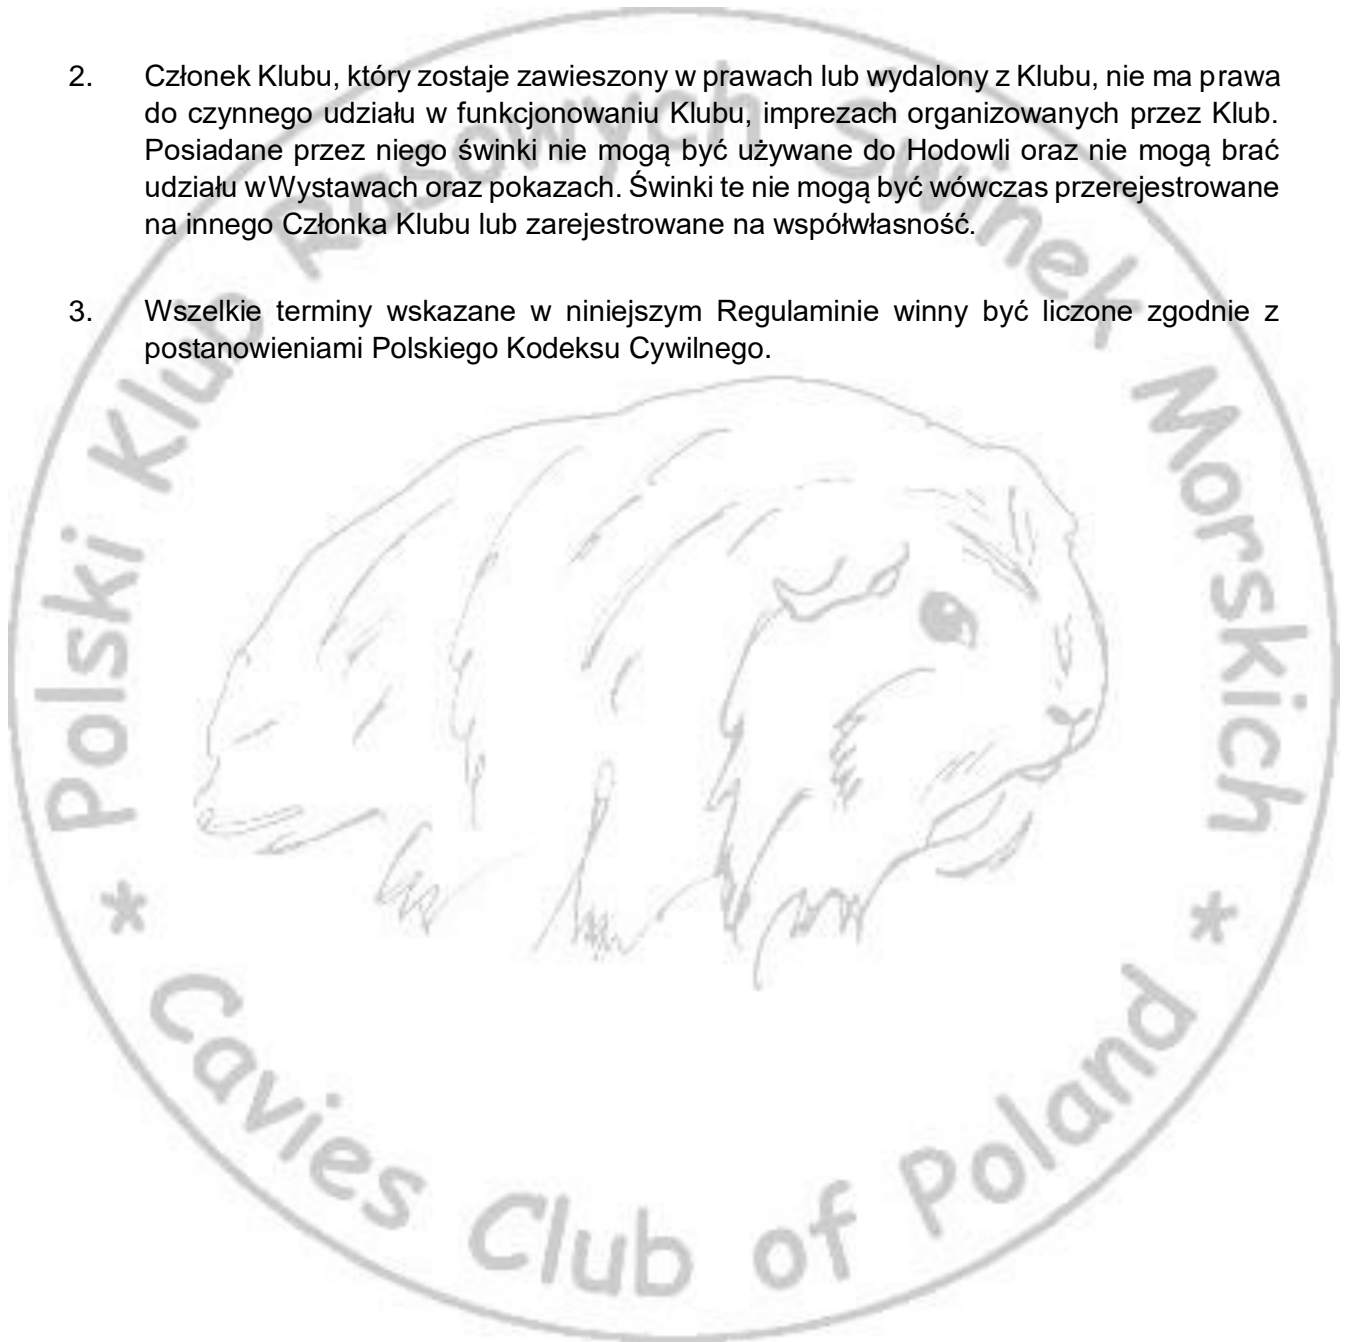 2. Członek Klubu, który zostaje zawieszony w prawach lub wydalony z Klubu, nie ma prawa
do czynnego udziału w funkcjonowaniu Klubu, imprezach organizowanych przez Klub.
Posiadane przez niego świnki nie mogą być używane do Hodowli oraz nie mogą brać
udziału wWystawach oraz pokazach. Świnki te nie mogą być wówczas przerejestrowane
na innego Członka Klubu lub zarejestrowane na współwłasność.
3. Wszelkie terminy wskazane w niniejszym Regulaminie winny być liczone zgodnie z
postanowieniami Polskiego Kodeksu Cywilnego.
Polski Klub Rasowych Świnek Morskich
* Cavies Club of Poland *